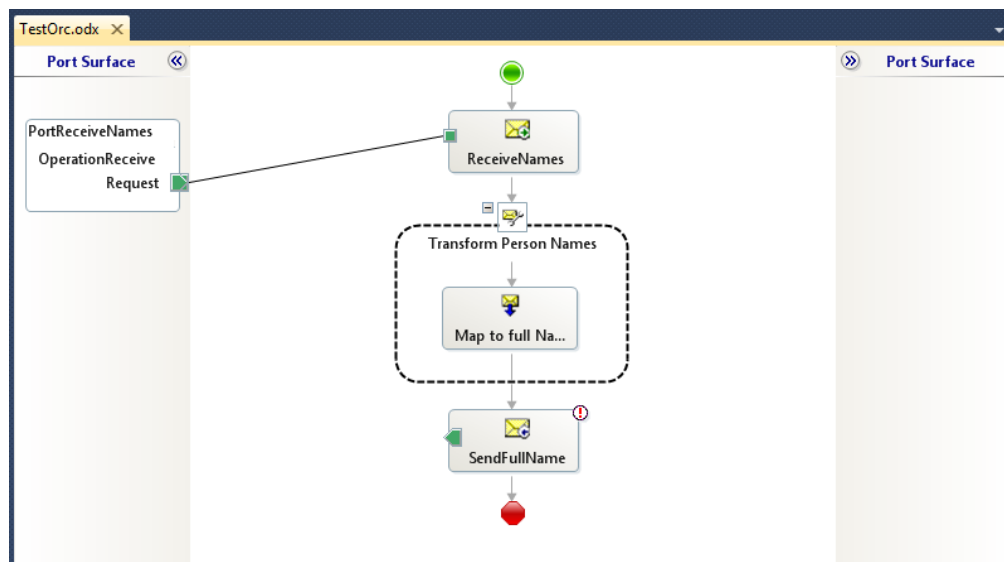 TestOrc.odx
Port Surface
Port Surface
PortReceiveNames
OperationReceive
Request
ReceiveNames
Transform Person Names
Map to full Na...
SendFullName